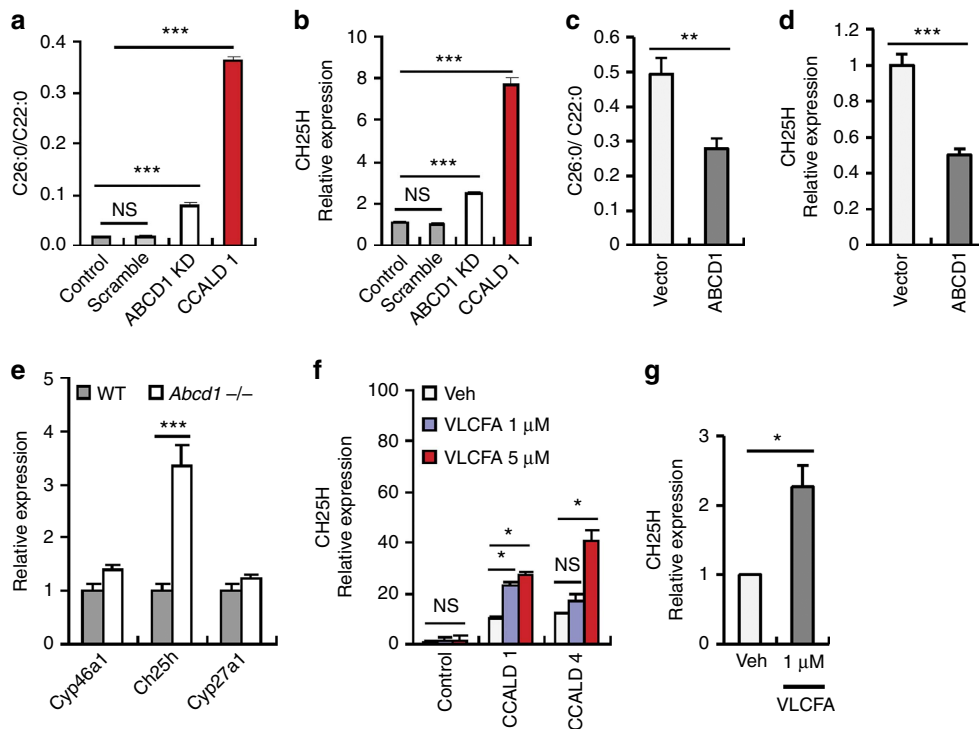 a
C26:0/C22:0
0.4
0.3
0.2
0.1
0.0
***
***
NS
Control
Scramble
ABCD1 KD
CCALD 1
b
CH25H
Relative expression
10
8
6
4
2
0
***
***
NS
Control
Scramble
ABCD1 KD
CCALD 1
c
C26:0/ C22:0
0.6
0.5
0.4
0.3
0.2
0.1
0
**
Vector
ABCD1
d
CH25H
Relative expression
1.2
1
0.8
0.6
0.4
0.2
0
***
Vector
ABCD1
e
Relative expression
5
4
3
2
1
0
WT
Abcd1 –/–
***
Cyp46a1
Ch25h
Cyp27a1
f
CH25H
Relative expression
100
80
60
40
20
0
Veh
VLCFA 1 μM
VLCFA 5 μM
NS
*
*
*
NS
Control
CCALD 1
CCALD 4
g
CH25H
Relative expression
3
2
1
0
*
Veh
1 μM
VLCFA